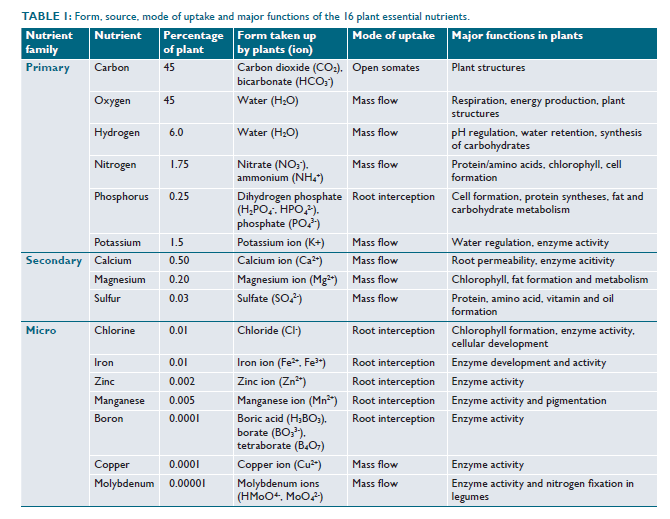 TABLE 1: Form, source, mode of uptake and major functions of the 16 plant essential nutrients.
Nutrient family | Nutrient | Percentage of plant | Form taken up by plants (ion) | Mode of uptake | Major functions in plants
Primary | Carbon | 45 | Carbon dioxide (CO₂), bicarbonate (HCO₃⁻) | Open somates | Plant structures
Oxygen | 45 | Water (H₂O) | Mass flow | Respiration, energy production, plant structures
Hydrogen | 6.0 | Water (H₂O) | Mass flow | pH regulation, water retention, synthesis of carbohydrates
Nitrogen | 1.75 | Nitrate (NO₃⁻), ammonium (NH₄⁺) | Mass flow | Protein/amino acids, chlorophyll, cell formation
Phosphorus | 0.25 | Dihydrogen phosphate (H₂PO₄⁻, HPO₄²⁻), phosphate (PO₄³⁻) | Root interception | Cell formation, protein syntheses, fat and carbohydrate metabolism
Potassium | 1.5 | Potassium ion (K+) | Mass flow | Water regulation, enzyme activity
Secondary | Calcium | 0.50 | Calcium ion (Ca²⁺) | Mass flow | Root permeability, enzyme acitivity
Magnesium | 0.20 | Magnesium ion (Mg²⁺) | Mass flow | Chlorophyll, fat formation and metabolism
Sulfur | 0.03 | Sulfate (SO₄²⁻) | Mass flow | Protein, amino acid, vitamin and oil formation
Micro | Chlorine | 0.01 | Chloride (Cl⁻) | Root interception | Chlorophyll formation, enzyme activity, cellular development
Iron | 0.01 | Iron ion (Fe²⁺, Fe³⁺) | Root interception | Enzyme development and activity
Zinc | 0.002 | Zinc ion (Zn²⁺) | Root interception | Enzyme activity
Manganese | 0.005 | Manganese ion (Mn²⁺) | Root interception | Enzyme activity and pigmentation
Boron | 0.0001 | Boric acid (H₃BO₃), borate (BO₃³⁻), tetraborate (B₄O₇) | Root interception | Enzyme activity
Copper | 0.0001 | Copper ion (Cu²⁺) | Mass flow | Enzyme activity
Molybdenum | 0.00001 | Molybdenum ions (HMoO⁴⁻, MoO₄²⁻) | Mass flow | Enzyme activity and nitrogen fixation in legumes